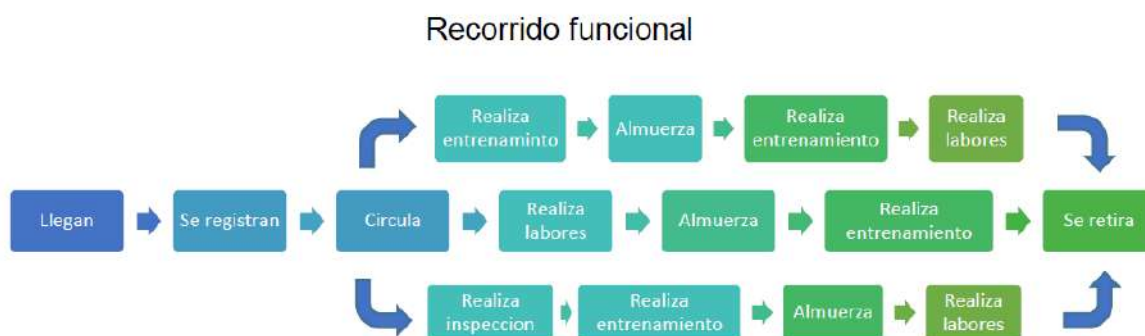 Recorrido funcional
Realiza
entrenaminto
Almuerza
Realiza
entrenamiento
Realiza
labores
Llegan
Se registran
Circula
Realiza
labores
Almuerza
Realiza
entrenamiento
Se retira
Realiza
inspeccion
Realiza
entrenamiento
Almuerza
Realiza
labores